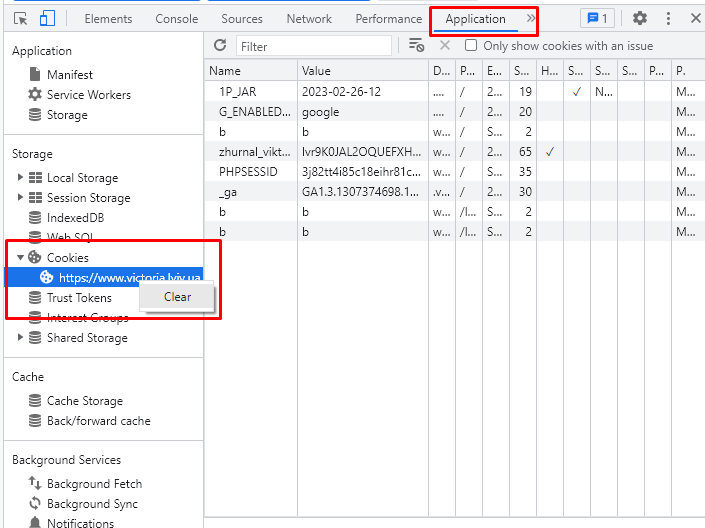 Elements Console Sources Network Performance Application » 1
Filter Only show cookies with an issue
Application
Manifest
Service Workers
Storage
Storage
Local Storage
Session Storage
IndexedDB
Web SQL
Cookies
https://www.victoria.lviv.ua
Clear
Trust Tokens
Interest Groups
Shared Storage
Cache
Cache Storage
Back/forward cache
Background Services
Background Fetch
Background Sync
Notifications
Name Value D... P... E... S... H... S... S... S... P... P.
1P_JAR 2023-02-26-12 .... / 2... 19 ✓ N... M...
G_ENABLED... google .... / 2... 20 M...
b b w... / S... 2 M...
zhurnal_vikt... w... / 2... 65 ✓ M...
PHPSESSID 3j82tt4i85c18eihr81c... w... / S... 35 M...
_ga GA1.3.1307374698.1... .v... / 2... 30 M...
b b w... /l... S... 2 M...
b b w... /l... S... 2 M...